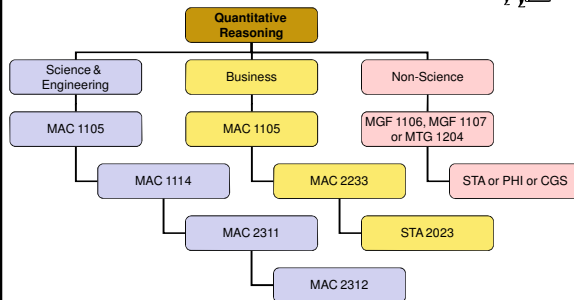 Quantitative
Reasoning
Science &
Engineering
Business
Non-Science
MAC 1105
MAC 1105
MGF 1106, MGF 1107
or MTG 1204
MAC 1114
MAC 2233
STA or PHI or CGS
MAC 2311
STA 2023
MAC 2312